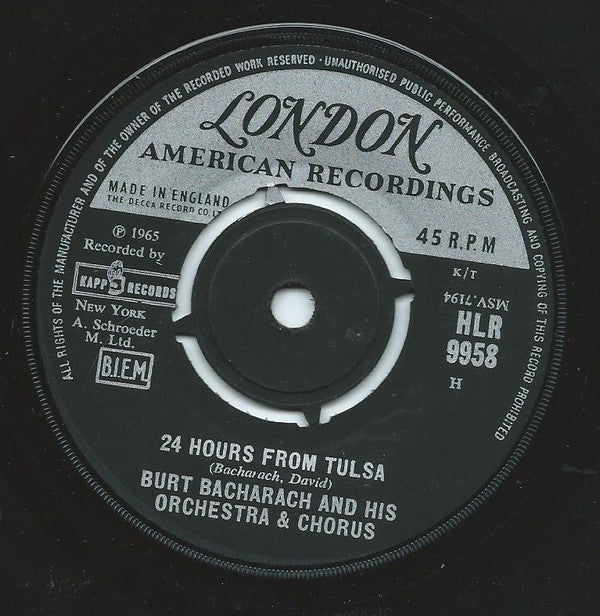 ALL RIGHTS OF THE MANUFACTURER AND OF THE OWNER OF THE RECORDED WORK RESERVED · UNAUTHORISED PUBLIC PERFORMANCE BROADCASTING AND COPYING OF THIS RECORD PROHIBITED
LONDON
AMERICAN RECORDINGS
MADE IN ENGLAND
THE DECCA RECORD CO.
45 R.P.M
℗ 1965
Recorded by
KAPP RECORDS
New York
A. Schroeder
M. Ltd.
B.I.E.M.
K/T
MSV.7194
HLR
9958
H
24 HOURS FROM TULSA
(Bacharach, David)
BURT BACHARACH AND HIS
ORCHESTRA & CHORUS